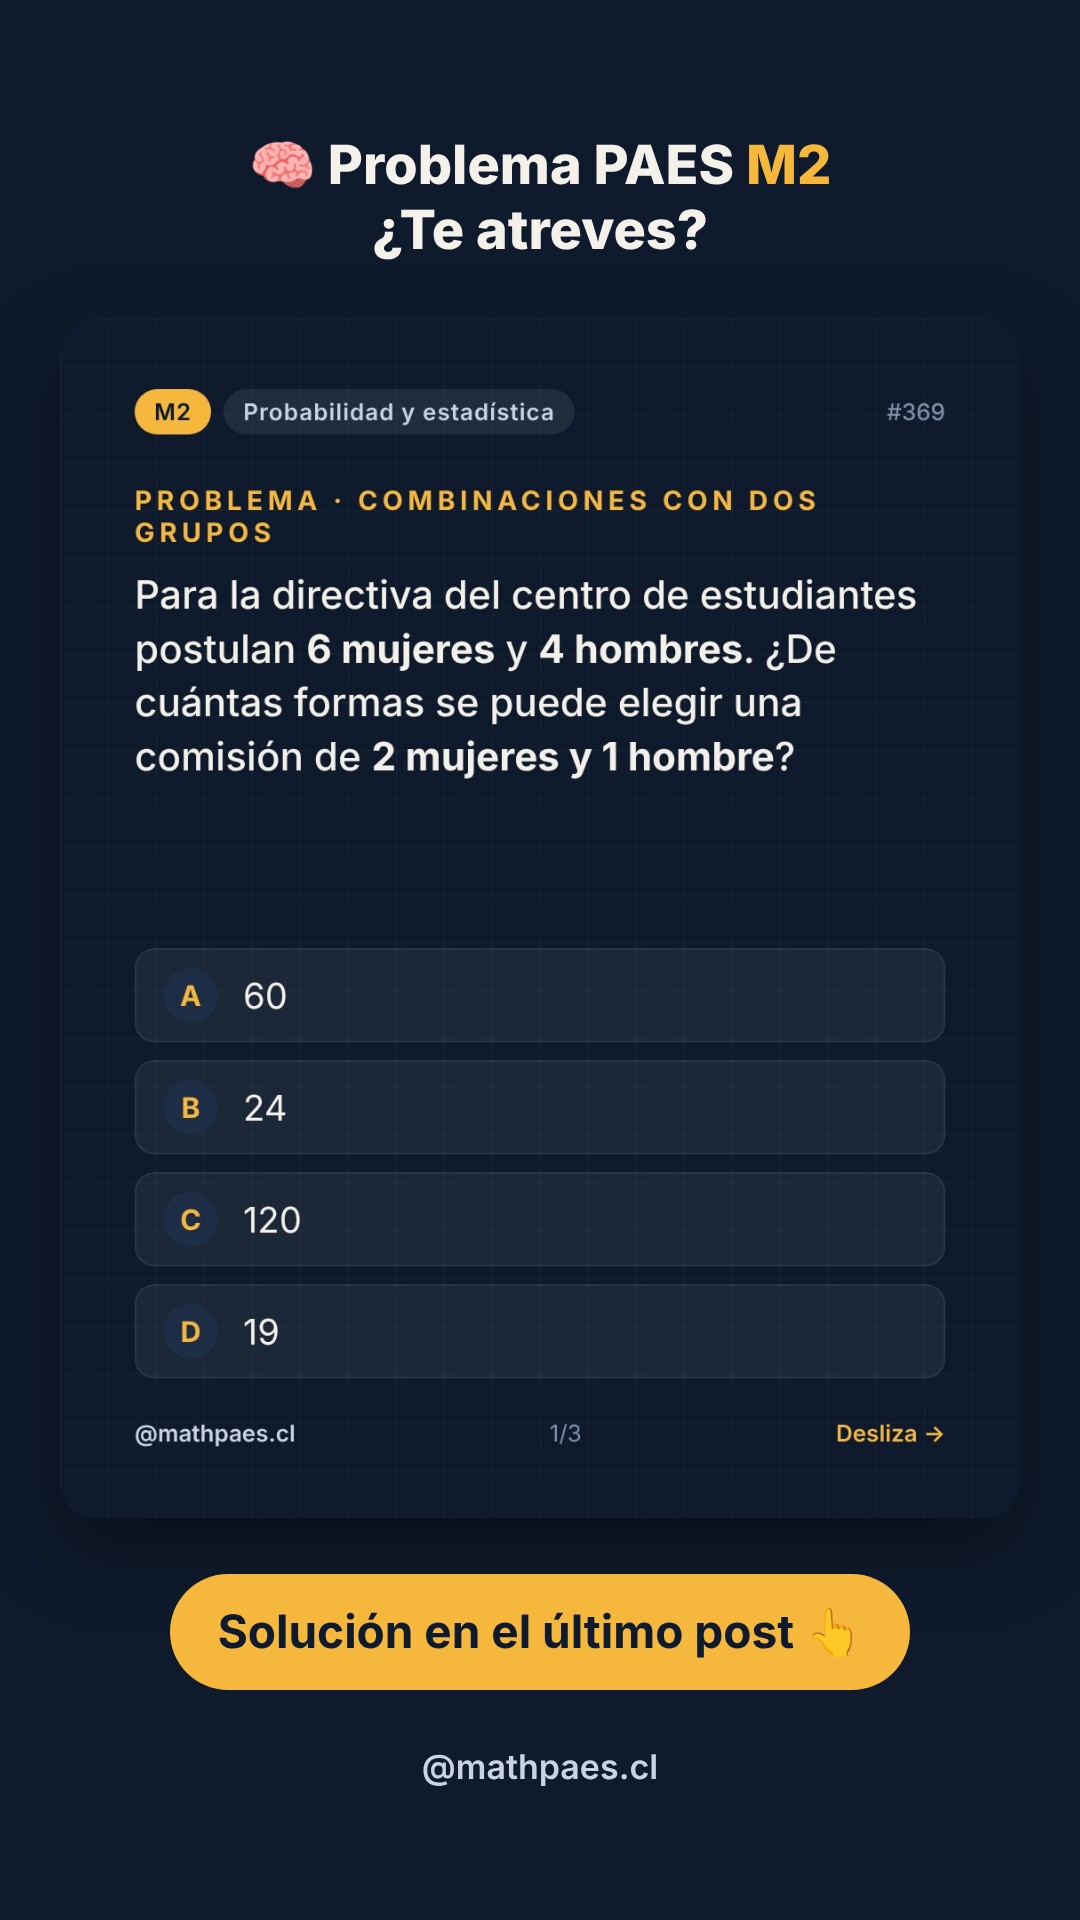 🧠 Problema PAES M2
¿Te atreves?
M2 Probabilidad y estadística #369
PROBLEMA · COMBINACIONES CON DOS
GRUPOS
Para la directiva del centro de estudiantes
postulan 6 mujeres y 4 hombres. ¿De
cuántas formas se puede elegir una
comisión de 2 mujeres y 1 hombre?
A 60
B 24
C 120
D 19
@mathpaes.cl 1/3 Desliza →
Solución en el último post 👆
@mathpaes.cl